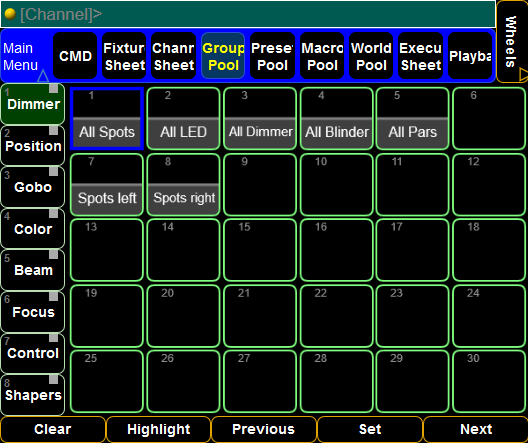 [Channel]>
Main Menu
CMD
Fixtur Sheet
Chann Sheet
Group Pool
Prese Pool
Macro Pool
World Pool
Execu Sheet
Playba
Wheels
1 Dimmer
2 Position
3 Gobo
4 Color
5 Beam
6 Focus
7 Control
8 Shapers
1 All Spots
2 All LED
3 All Dimmer
4 All Blinder
5 All Pars
6
7 Spots left
8 Spots right
9
10
11
12
13
14
15
16
17
18
19
20
21
22
23
24
25
26
27
28
29
30
Clear
Highlight
Previous
Set
Next